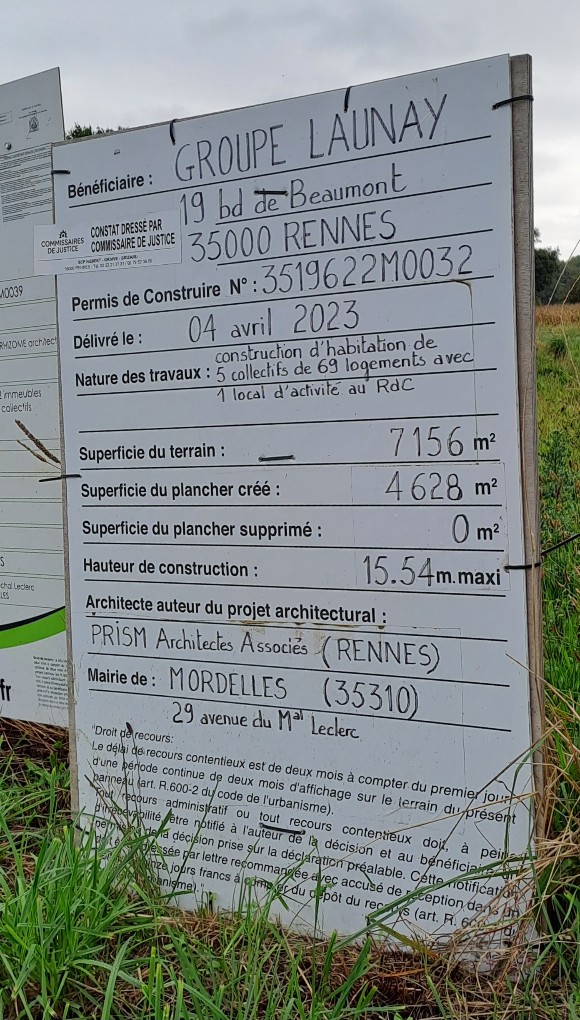 Bénéficiaire : GROUPE LAUNAY
19 bd de Beaumont
35000 RENNES
COMMISSAIRES
DE JUSTICE
CONSTAT DRESSÉ PAR
COMMISSAIRE DE JUSTICE
Permis de Construire N° : 3519622M0032
Délivré le : 04 avril 2023
Nature des travaux : construction d'habitation de
5 collectifs de 69 logements avec
1 local d'activité au RdC
Superficie du terrain : 7156 m²
Superficie du plancher créé : 4628 m²
Superficie du plancher supprimé : 0 m²
Hauteur de construction : 15.54 m.maxi
Architecte auteur du projet architectural :
PRISM Architectes Associés (RENNES)
Mairie de : MORDELLES (35310)
29 avenue du Mal Leclerc
"Droit de recours:
Le délai de recours contentieux est de deux mois à compter du premier jour
d'une période continue de deux mois d'affichage sur le terrain du présent
panneau (art. R.600-2 du code de l'urbanisme).
Tout recours administratif ou tout recours contentieux doit, à peine
d'irrecevabilité, être notifié à l'auteur de la décision et au bénéficiaire
de la décision prise sur la déclaration préalable. Cette notification
par lettre recommandée avec accusé de réception dans
jours francs à du dépôt du recours (art. R.
M0039
RHIZOME architect
immeubles
collectifs
Leclerc
.fr